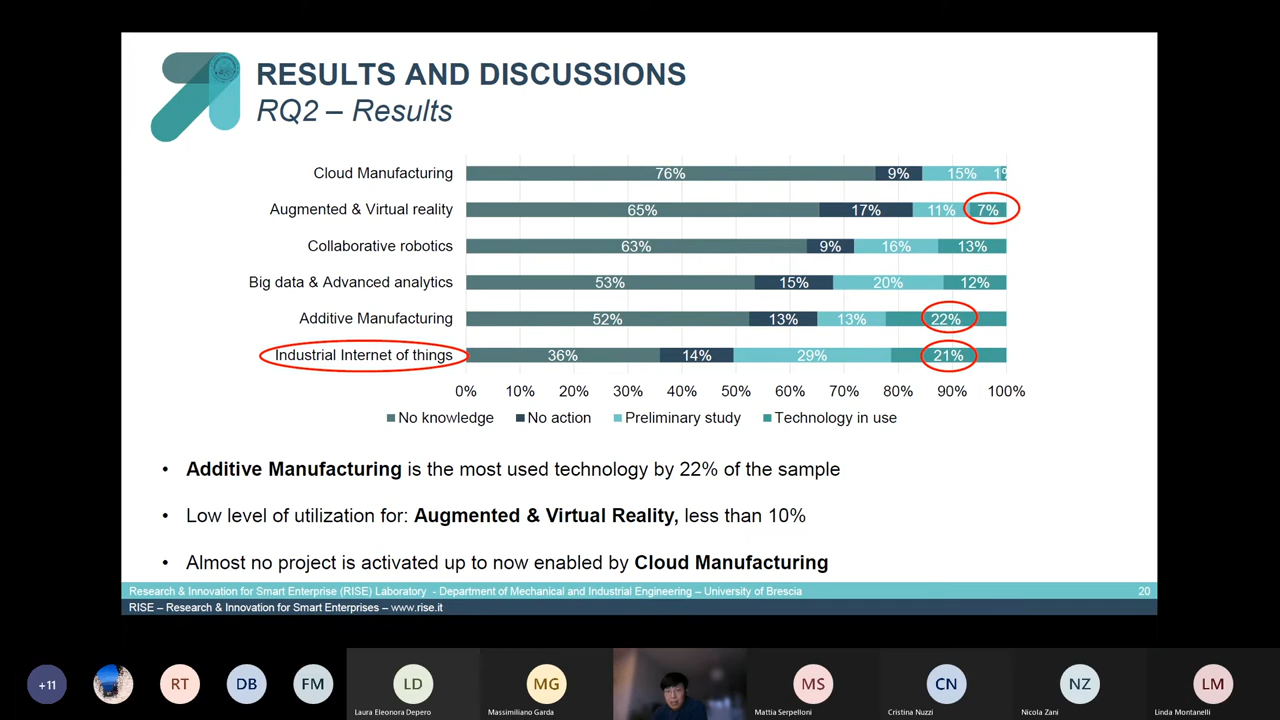 RESULTS AND DISCUSSIONS
RQ2 – Results
Cloud Manufacturing 76% 9% 15% 1%
Augmented & Virtual reality 65% 17% 11% 7%
Collaborative robotics 63% 9% 16% 13%
Big data & Advanced analytics 53% 15% 20% 12%
Additive Manufacturing 52% 13% 13% 22%
Industrial Internet of things 36% 14% 29% 21%
0% 10% 20% 30% 40% 50% 60% 70% 80% 90% 100%
No knowledge No action Preliminary study Technology in use
• Additive Manufacturing is the most used technology by 22% of the sample
• Low level of utilization for: Augmented & Virtual Reality, less than 10%
• Almost no project is activated up to now enabled by Cloud Manufacturing
Research & Innovation for Smart Enterprise (RISE) Laboratory - Department of Mechanical and Industrial Engineering – University of Brescia 20
RISE – Research & Innovation for Smart Enterprises – www.rise.it
+11 RT DB FM LD MG MS CN NZ LM
Laura Eleonora Depero Massimiliano Garda Mattia Serpelloni Cristina Nuzzi Nicola Zani Linda Montanelli